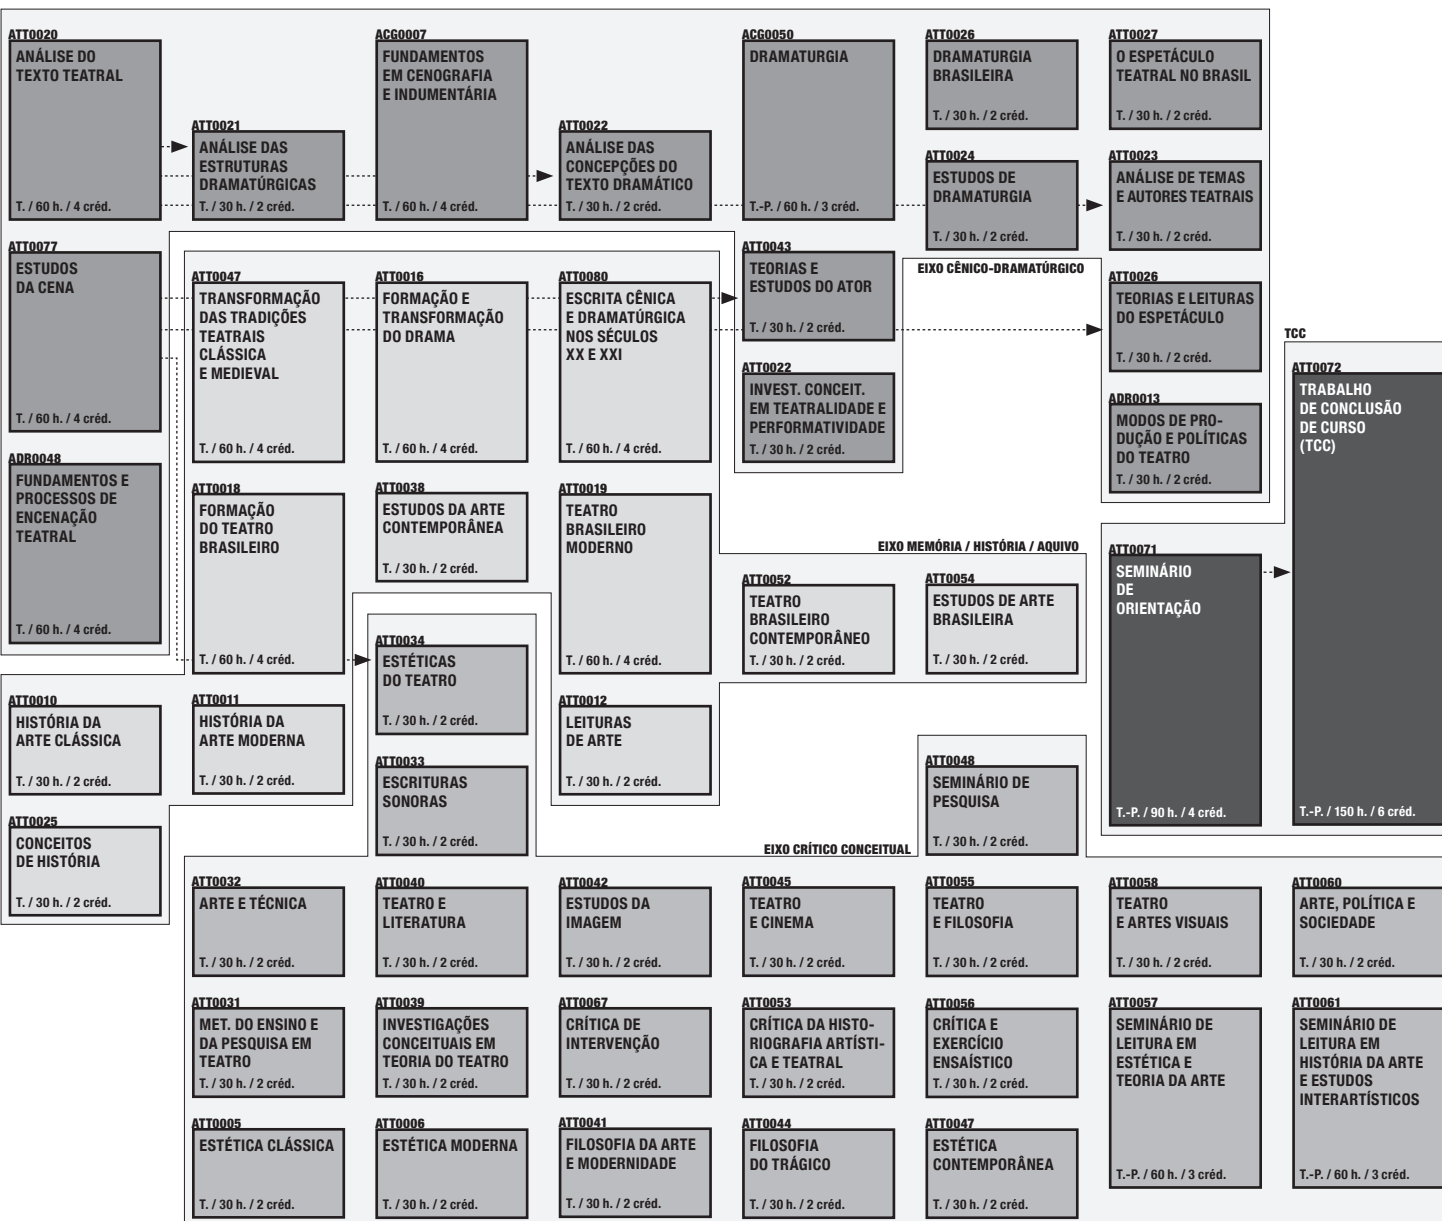 ATT0020
ANÁLISE DO
TEXTO TEATRAL
T. / 60 h. / 4 créd.
ATT0021
ANÁLISE DAS
ESTRUTURAS
DRAMATÚRGICAS
T. / 30 h. / 2 créd.
ACG0007
FUNDAMENTOS
EM CENOGRAFIA
E INDUMENTÁRIA
T. / 60 h. / 4 créd.
ATT0022
ANÁLISE DAS
CONCEPÇÕES DO
TEXTO DRAMÁTICO
T. / 30 h. / 2 créd.
ACG0050
DRAMATURGIA
T.-P. / 60 h. / 3 créd.
ATT0026
DRAMATURGIA
BRASILEIRA
T. / 30 h. / 2 créd.
ATT0027
O ESPETÁCULO
TEATRAL NO BRASIL
T. / 30 h. / 2 créd.
ATT0024
ESTUDOS DE
DRAMATURGIA
T. / 30 h. / 2 créd.
ATT0023
ANÁLISE DE TEMAS
E AUTORES TEATRAIS
T. / 30 h. / 2 créd.
ATT0077
ESTUDOS
DA CENA
T. / 60 h. / 4 créd.
ATT0047
TRANSFORMAÇÃO
DAS TRADIÇÕES
TEATRAIS
CLÁSSICA
E MEDIEVAL
T. / 60 h. / 4 créd.
ATT0016
FORMAÇÃO E
TRANSFORMAÇÃO
DO DRAMA
T. / 60 h. / 4 créd.
ATT0080
ESCRITA CÊNICA
E DRAMATÚRGICA
NOS SÉCULOS
XX E XXI
T. / 60 h. / 4 créd.
ATT0043
TEORIAS E
ESTUDOS DO ATOR
T. / 30 h. / 2 créd.
EIXO CÊNICO-DRAMATÚRGICO
ATT0026
TEORIAS E LEITURAS
DO ESPETÁCULO
T. / 30 h. / 2 créd.
ATT0022
INVEST. CONCEIT.
EM TEATRALIDADE E
PERFORMATIVIDADE
T. / 30 h. / 2 créd.
ADR0013
MODOS DE PRO-
DUÇÃO E POLÍTICAS
DO TEATRO
T. / 30 h. / 2 créd.
TCC
ATT0072
TRABALHO
DE CONCLUSÃO
DE CURSO
(TCC)
T.-P. / 150 h. / 6 créd.
ADR0048
FUNDAMENTOS E
PROCESSOS DE
ENCENAÇÃO
TEATRAL
T. / 60 h. / 4 créd.
ATT0018
FORMAÇÃO
DO TEATRO
BRASILEIRO
T. / 60 h. / 4 créd.
ATT0038
ESTUDOS DA ARTE
CONTEMPORÂNEA
T. / 30 h. / 2 créd.
ATT0019
TEATRO
BRASILEIRO
MODERNO
T. / 60 h. / 4 créd.
EIXO MEMÓRIA / HISTÓRIA / AQUIVO
ATT0052
TEATRO
BRASILEIRO
CONTEMPORÂNEO
T. / 30 h. / 2 créd.
ATT0054
ESTUDOS DE ARTE
BRASILEIRA
T. / 30 h. / 2 créd.
ATT0071
SEMINÁRIO
DE
ORIENTAÇÃO
T.-P. / 90 h. / 4 créd.
ATT0034
ESTÉTICAS
DO TEATRO
T. / 30 h. / 2 créd.
ATT0010
HISTÓRIA DA
ARTE CLÁSSICA
T. / 30 h. / 2 créd.
ATT0011
HISTÓRIA DA
ARTE MODERNA
T. / 30 h. / 2 créd.
ATT0012
LEITURAS
DE ARTE
T. / 30 h. / 2 créd.
ATT0033
ESCRITURAS
SONORAS
T. / 30 h. / 2 créd.
ATT0048
SEMINÁRIO DE
PESQUISA
T. / 30 h. / 2 créd.
ATT0025
CONCEITOS
DE HISTÓRIA
T. / 30 h. / 2 créd.
EIXO CRÍTICO CONCEITUAL
ATT0032
ARTE E TÉCNICA
T. / 30 h. / 2 créd.
ATT0040
TEATRO E
LITERATURA
T. / 30 h. / 2 créd.
ATT0042
ESTUDOS DA
IMAGEM
T. / 30 h. / 2 créd.
ATT0045
TEATRO
E CINEMA
T. / 30 h. / 2 créd.
ATT0055
TEATRO
E FILOSOFIA
T. / 30 h. / 2 créd.
ATT0058
TEATRO
E ARTES VISUAIS
T. / 30 h. / 2 créd.
ATT0060
ARTE, POLÍTICA E
SOCIEDADE
T. / 30 h. / 2 créd.
ATT0031
MET. DO ENSINO E
DA PESQUISA EM
TEATRO
T. / 30 h. / 2 créd.
ATT0039
INVESTIGAÇÕES
CONCEITUAIS EM
TEORIA DO TEATRO
T. / 30 h. / 2 créd.
ATT0067
CRÍTICA DE
INTERVENÇÃO
T. / 30 h. / 2 créd.
ATT0053
CRÍTICA DA HISTO-
RIOGRAFIA ARTÍSTI-
CA E TEATRAL
T. / 30 h. / 2 créd.
ATT0056
CRÍTICA E
EXERCÍCIO
ENSAÍSTICO
T. / 30 h. / 2 créd.
ATT0057
SEMINÁRIO DE
LEITURA EM
ESTÉTICA E
TEORIA DA ARTE
T.-P. / 60 h. / 3 créd.
ATT0061
SEMINÁRIO DE
LEITURA EM
HISTÓRIA DA ARTE
E ESTUDOS
INTERARTÍSTICOS
T.-P. / 60 h. / 3 créd.
ATT0005
ESTÉTICA CLÁSSICA
T. / 30 h. / 2 créd.
ATT0006
ESTÉTICA MODERNA
T. / 30 h. / 2 créd.
ATT0041
FILOSOFIA DA ARTE
E MODERNIDADE
T. / 30 h. / 2 créd.
ATT0044
FILOSOFIA
DO TRÁGICO
T. / 30 h. / 2 créd.
ATT0047
ESTÉTICA
CONTEMPORÂNEA
T. / 30 h. / 2 créd.